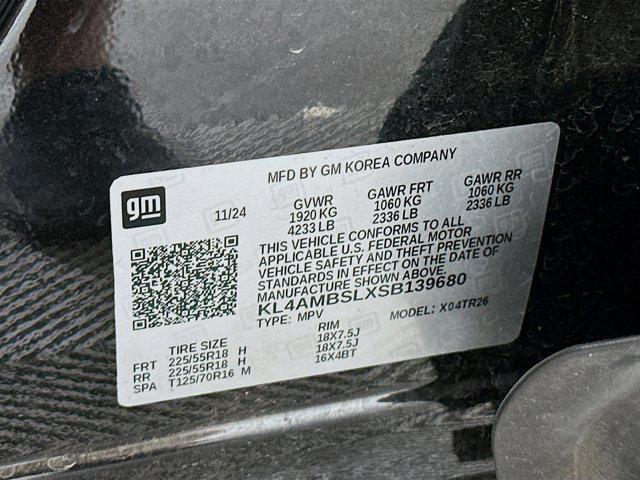 MFD BY GM KOREA COMPANY
gm
11/24
GVWR GAWR FRT GAWR RR
1920 KG 1060 KG 1060 KG
4233 LB 2336 LB 2336 LB
THIS VEHICLE CONFORMS TO ALL
APPLICABLE U.S. FEDERAL MOTOR
VEHICLE SAFETY AND THEFT PREVENTION
STANDARDS IN EFFECT ON THE DATE OF
MANUFACTURE SHOWN ABOVE.
KL4AMBSLXSB139680
TYPE: MPV MODEL: X04TR26
TIRE SIZE RIM
FRT 225/55R18 H 18X7.5J
RR 225/55R18 H 18X7.5J
SPA T125/70R16 M 16X4BT